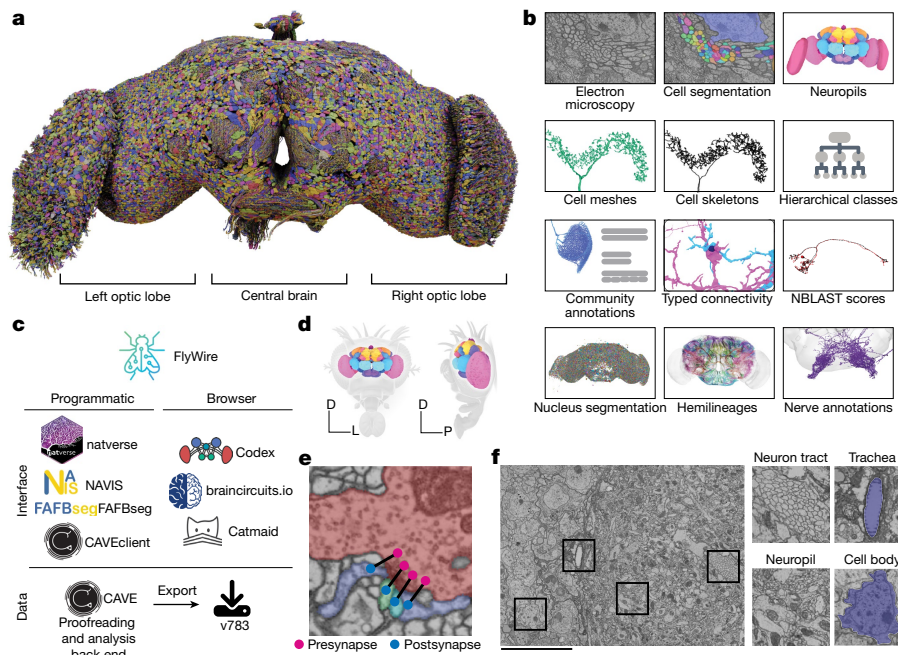 a
Left optic lobe
Central brain
Right optic lobe
b
Electron
microscopy
Cell segmentation
Neuropils
Cell meshes
Cell skeletons
Hierarchical classes
Community
annotations
Typed connectivity
NBLAST scores
Nucleus segmentation
Hemilineages
Nerve annotations
c
FlyWire
Programmatic
Browser
Interface
natverse
natverse
NAVIS
NAVIS
FAFBseg
FAFBseg
CAVEclient
Codex
braincircuits.io
Catmaid
Data
CAVE
Proofreading
and analysis
back end
Export
v783
d
D
L
D
P
e
Presynapse
Postsynapse
f
Neuron tract
Trachea
Neuropil
Cell body